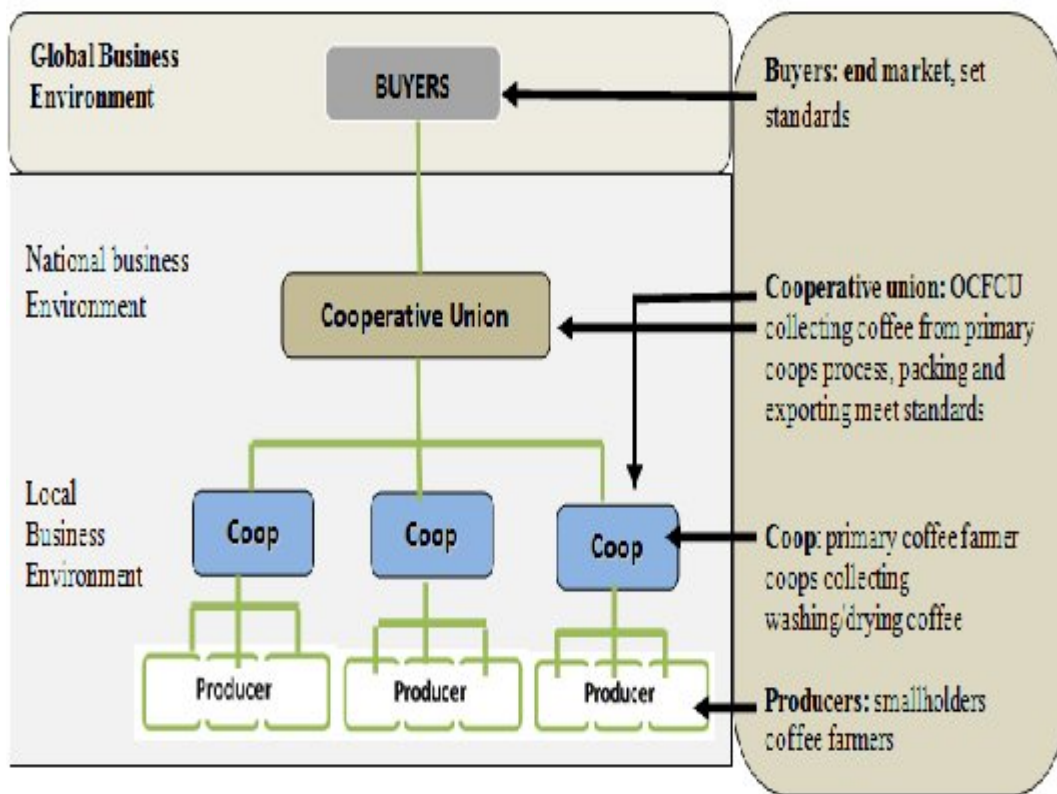 Global Business
Environment
BUYERS
Buyers: end market, set
standards
National business
Environment
Cooperative Union
Cooperative union: OCFCU
collecting coffee from primary
coops process, packing and
exporting meet standards
Local
Business
Environment
Coop
Coop
Coop
Coop: primary coffee farmer
coops collecting
washing/drying coffee
Producer
Producer
Producer
Producers: smallholders
coffee farmers